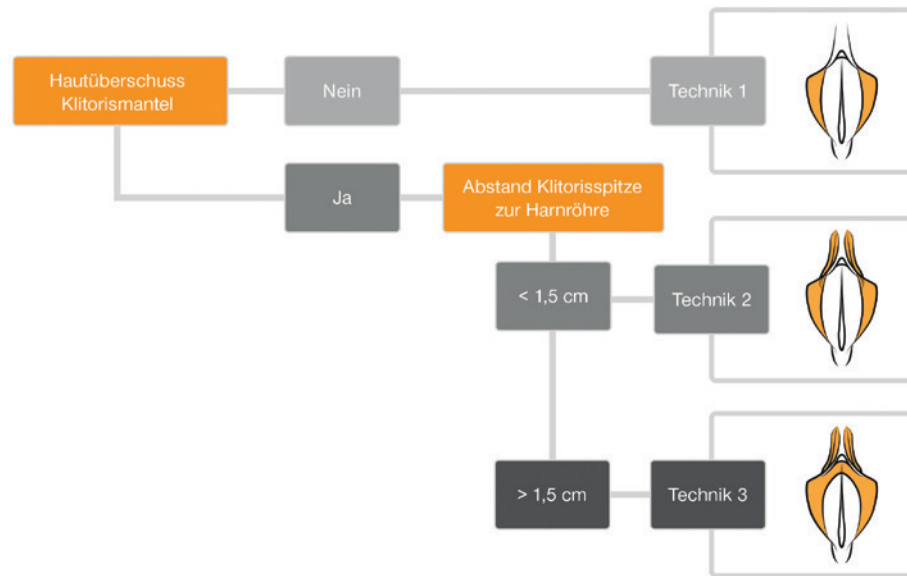 Hautüberschuss
Klitorismantel
Nein
Technik 1
Ja
Abstand Klitorisspitze
zur Harnröhre
< 1,5 cm
Technik 2
> 1,5 cm
Technik 3